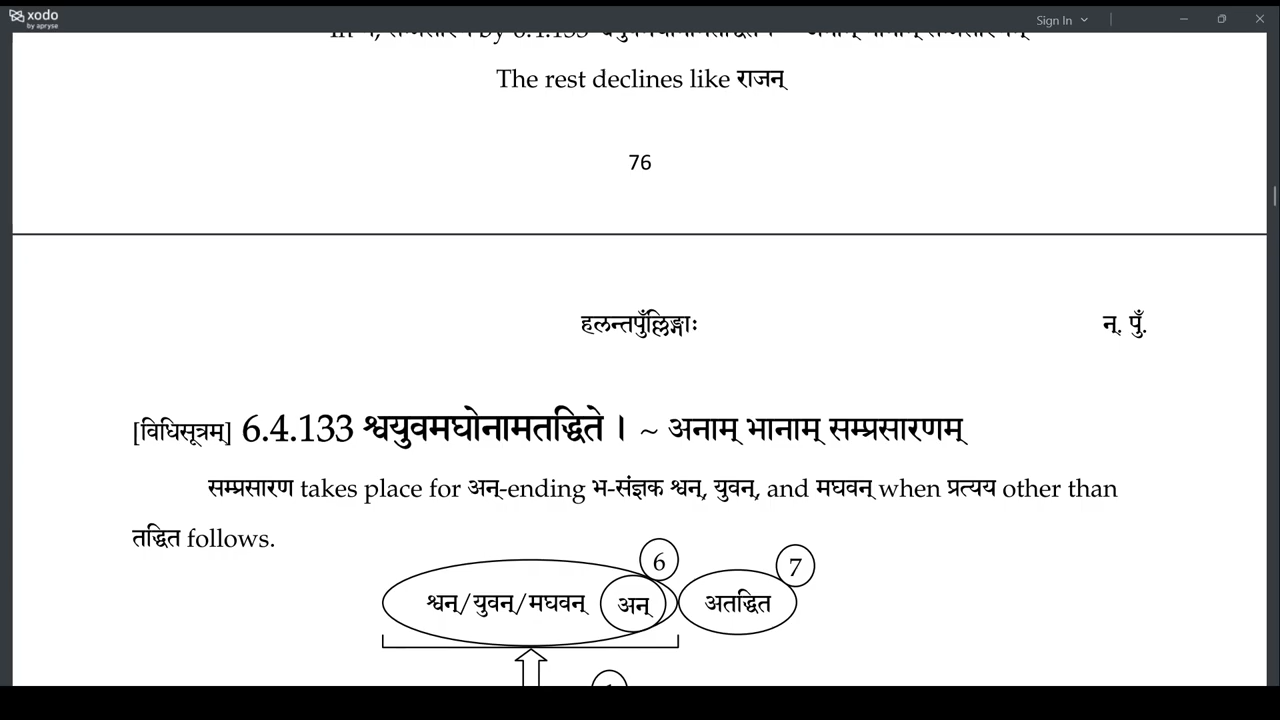 xodo
by apryse
Sign In
The rest declines like राजन्
76
हलन्तपुँल्लिङ्गाः
न्. पुँ.
[विधिसूत्रम्] 6.4.133 श्वयुवमघोनामतद्धिते । ~ अनाम् भानाम् सम्प्रसारणम्
सम्प्रसारण takes place for अन्-ending भ-संज्ञक श्वन्, युवन्, and मघवन् when प्रत्यय other than
तद्धित follows.
6
7
श्वन्/युवन्/मघवन् अन् अतद्धित